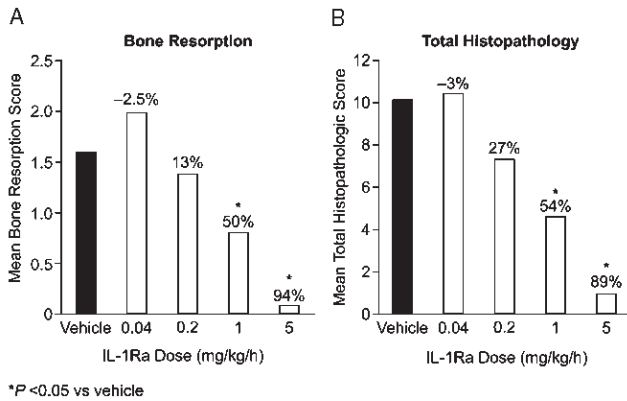 A
Bone Resorption
Mean Bone Resorption Score
2.5
2.0
1.5
1.0
0.5
0
–2.5%
13%
*
50%
*
94%
Vehicle 0.04 0.2 1 5
IL-1Ra Dose (mg/kg/h)
B
Total Histopathology
Mean Total Histopathologic Score
12
10
8
6
4
2
0
–3%
27%
*
54%
*
89%
Vehicle 0.04 0.2 1 5
IL-1Ra Dose (mg/kg/h)
*P <0.05 vs vehicle